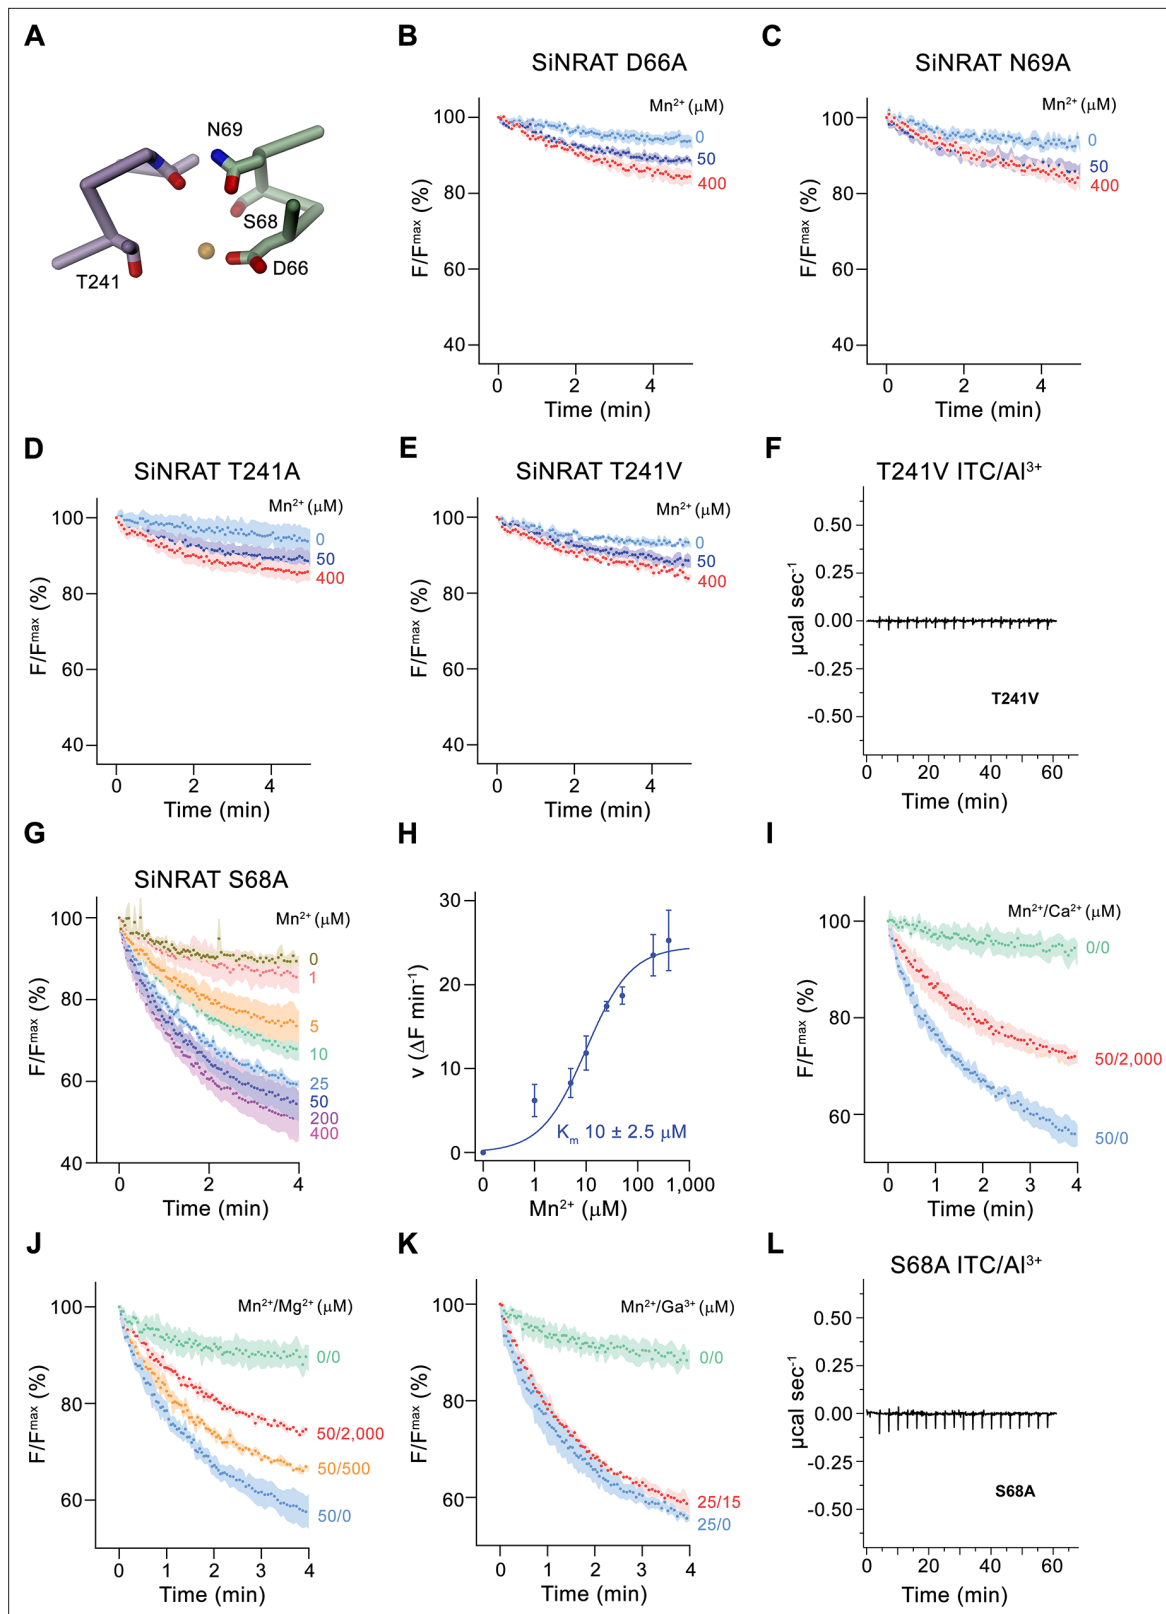 A
N69
S68
T241
D66
B
SiNRAT D66A
Mn²⁺ (µM)
100
80
60
40
F/Fᵐᵃˣ (%)
0
50
400
0 2 4
Time (min)
C
SiNRAT N69A
Mn²⁺ (µM)
100
80
60
40
F/Fᵐᵃˣ (%)
0
50
400
0 2 4
Time (min)
D
SiNRAT T241A
Mn²⁺ (µM)
100
80
60
40
F/Fᵐᵃˣ (%)
0
50
400
0 2 4
Time (min)
E
SiNRAT T241V
Mn²⁺ (µM)
100
80
60
40
F/Fᵐᵃˣ (%)
0
50
400
0 2 4
Time (min)
F
T241V ITC/Al³⁺
0.50
0.25
0.00
-0.25
-0.50
µcal sec⁻¹
T241V
0 20 40 60
Time (min)
G
SiNRAT S68A
Mn²⁺ (µM)
100
80
60
40
F/Fᵐᵃˣ (%)
0
1
5
10
25
50
200
400
0 2 4
Time (min)
H
30
20
10
0
v (ΔF min⁻¹)
Kₘ 10 ± 2.5 µM
0 1 10 100 1,000
Mn²⁺ (µM)
I
Mn²⁺/Ca²⁺ (µM)
100
80
60
F/Fᵐᵃˣ (%)
0/0
50/2,000
50/0
0 1 2 3 4
Time (min)
J
Mn²⁺/Mg²⁺ (µM)
100
80
60
F/Fᵐᵃˣ (%)
0/0
50/2,000
50/500
50/0
0 1 2 3 4
Time (min)
K
Mn²⁺/Ga³⁺ (µM)
100
80
60
F/Fᵐᵃˣ (%)
0/0
25/15
25/0
0 1 2 3 4
Time (min)
L
S68A ITC/Al³⁺
0.50
0.25
0.00
-0.25
-0.50
µcal sec⁻¹
S68A
0 20 40 60
Time (min)